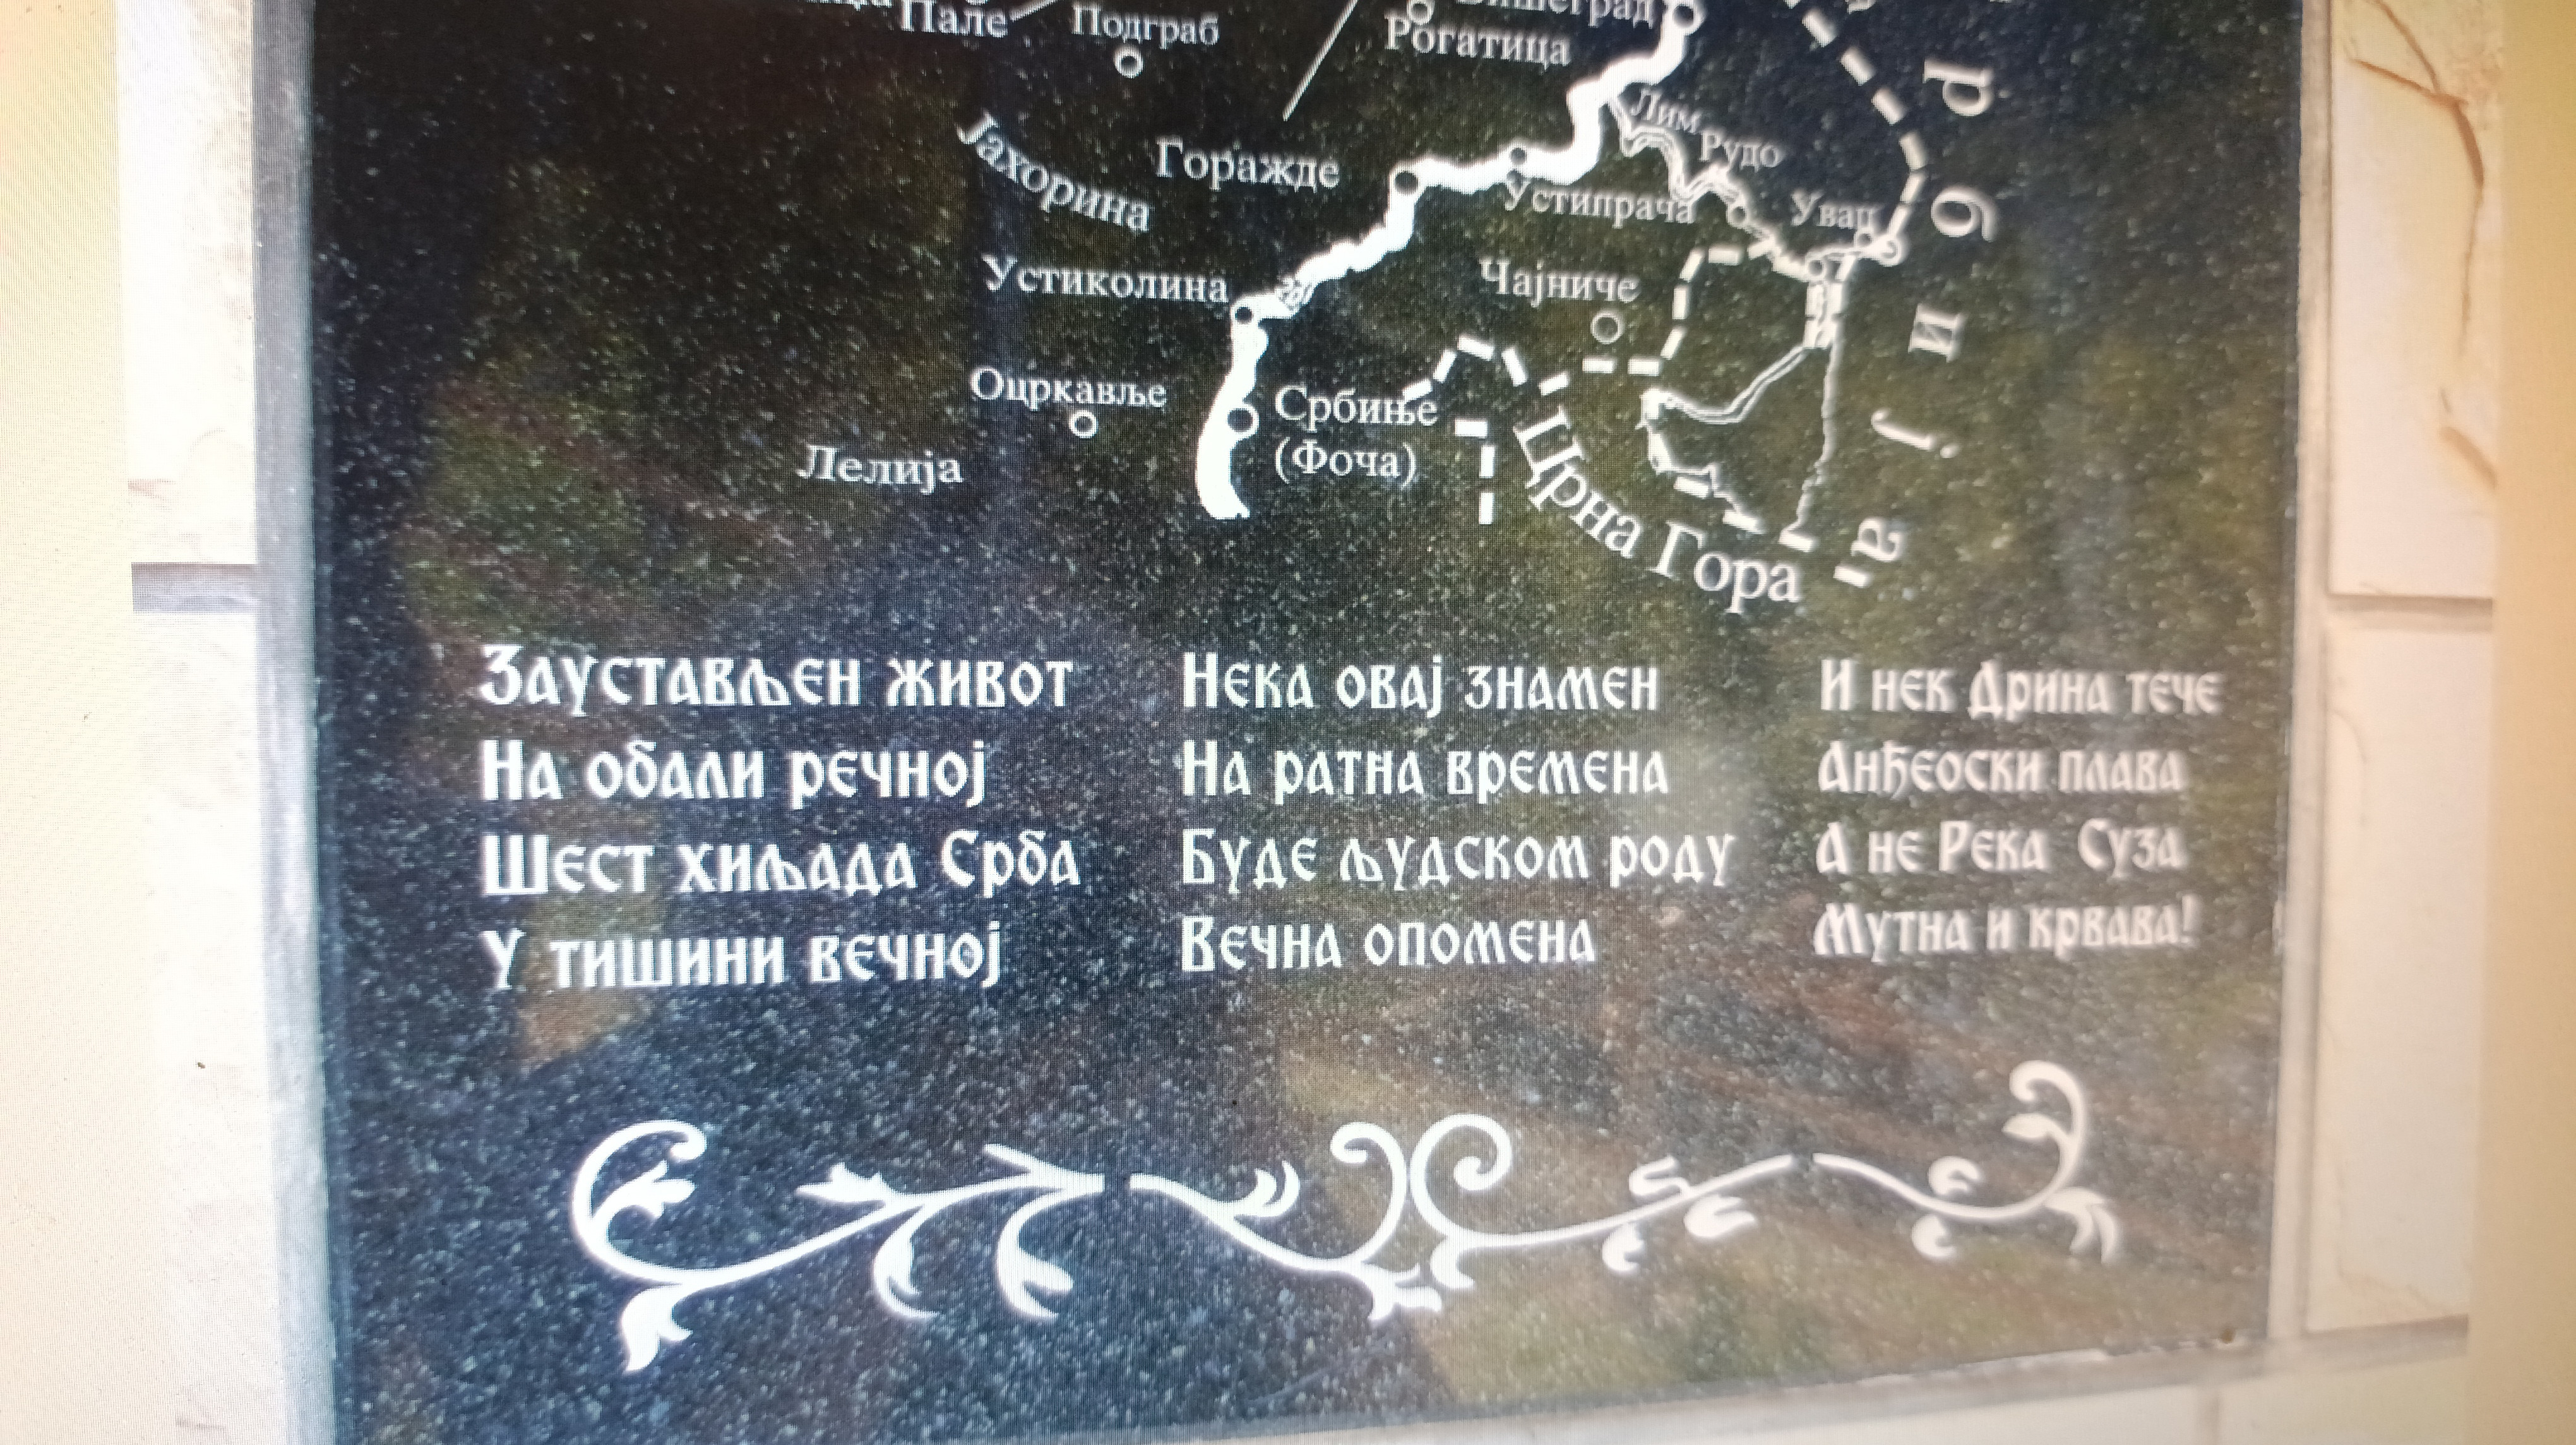 Пале
Подграб
Рогатица
Лим
Рудо
Јахорина
Горажде
Устипрача
Увац
Устиколина
Чајниче
Оцркавље
Србиње
(Фоча)
Лелија
Црна Гора
р б и ј а
Заустављен живот
На обали речној
Шест хиљада Срба
У тишини вечној
Нека овај знамен
На ратна времена
Буде људском роду
Вечна опомена
И нек Дрина тече
Анђеоски плава
А не Река Суза
Мутна и крвава!